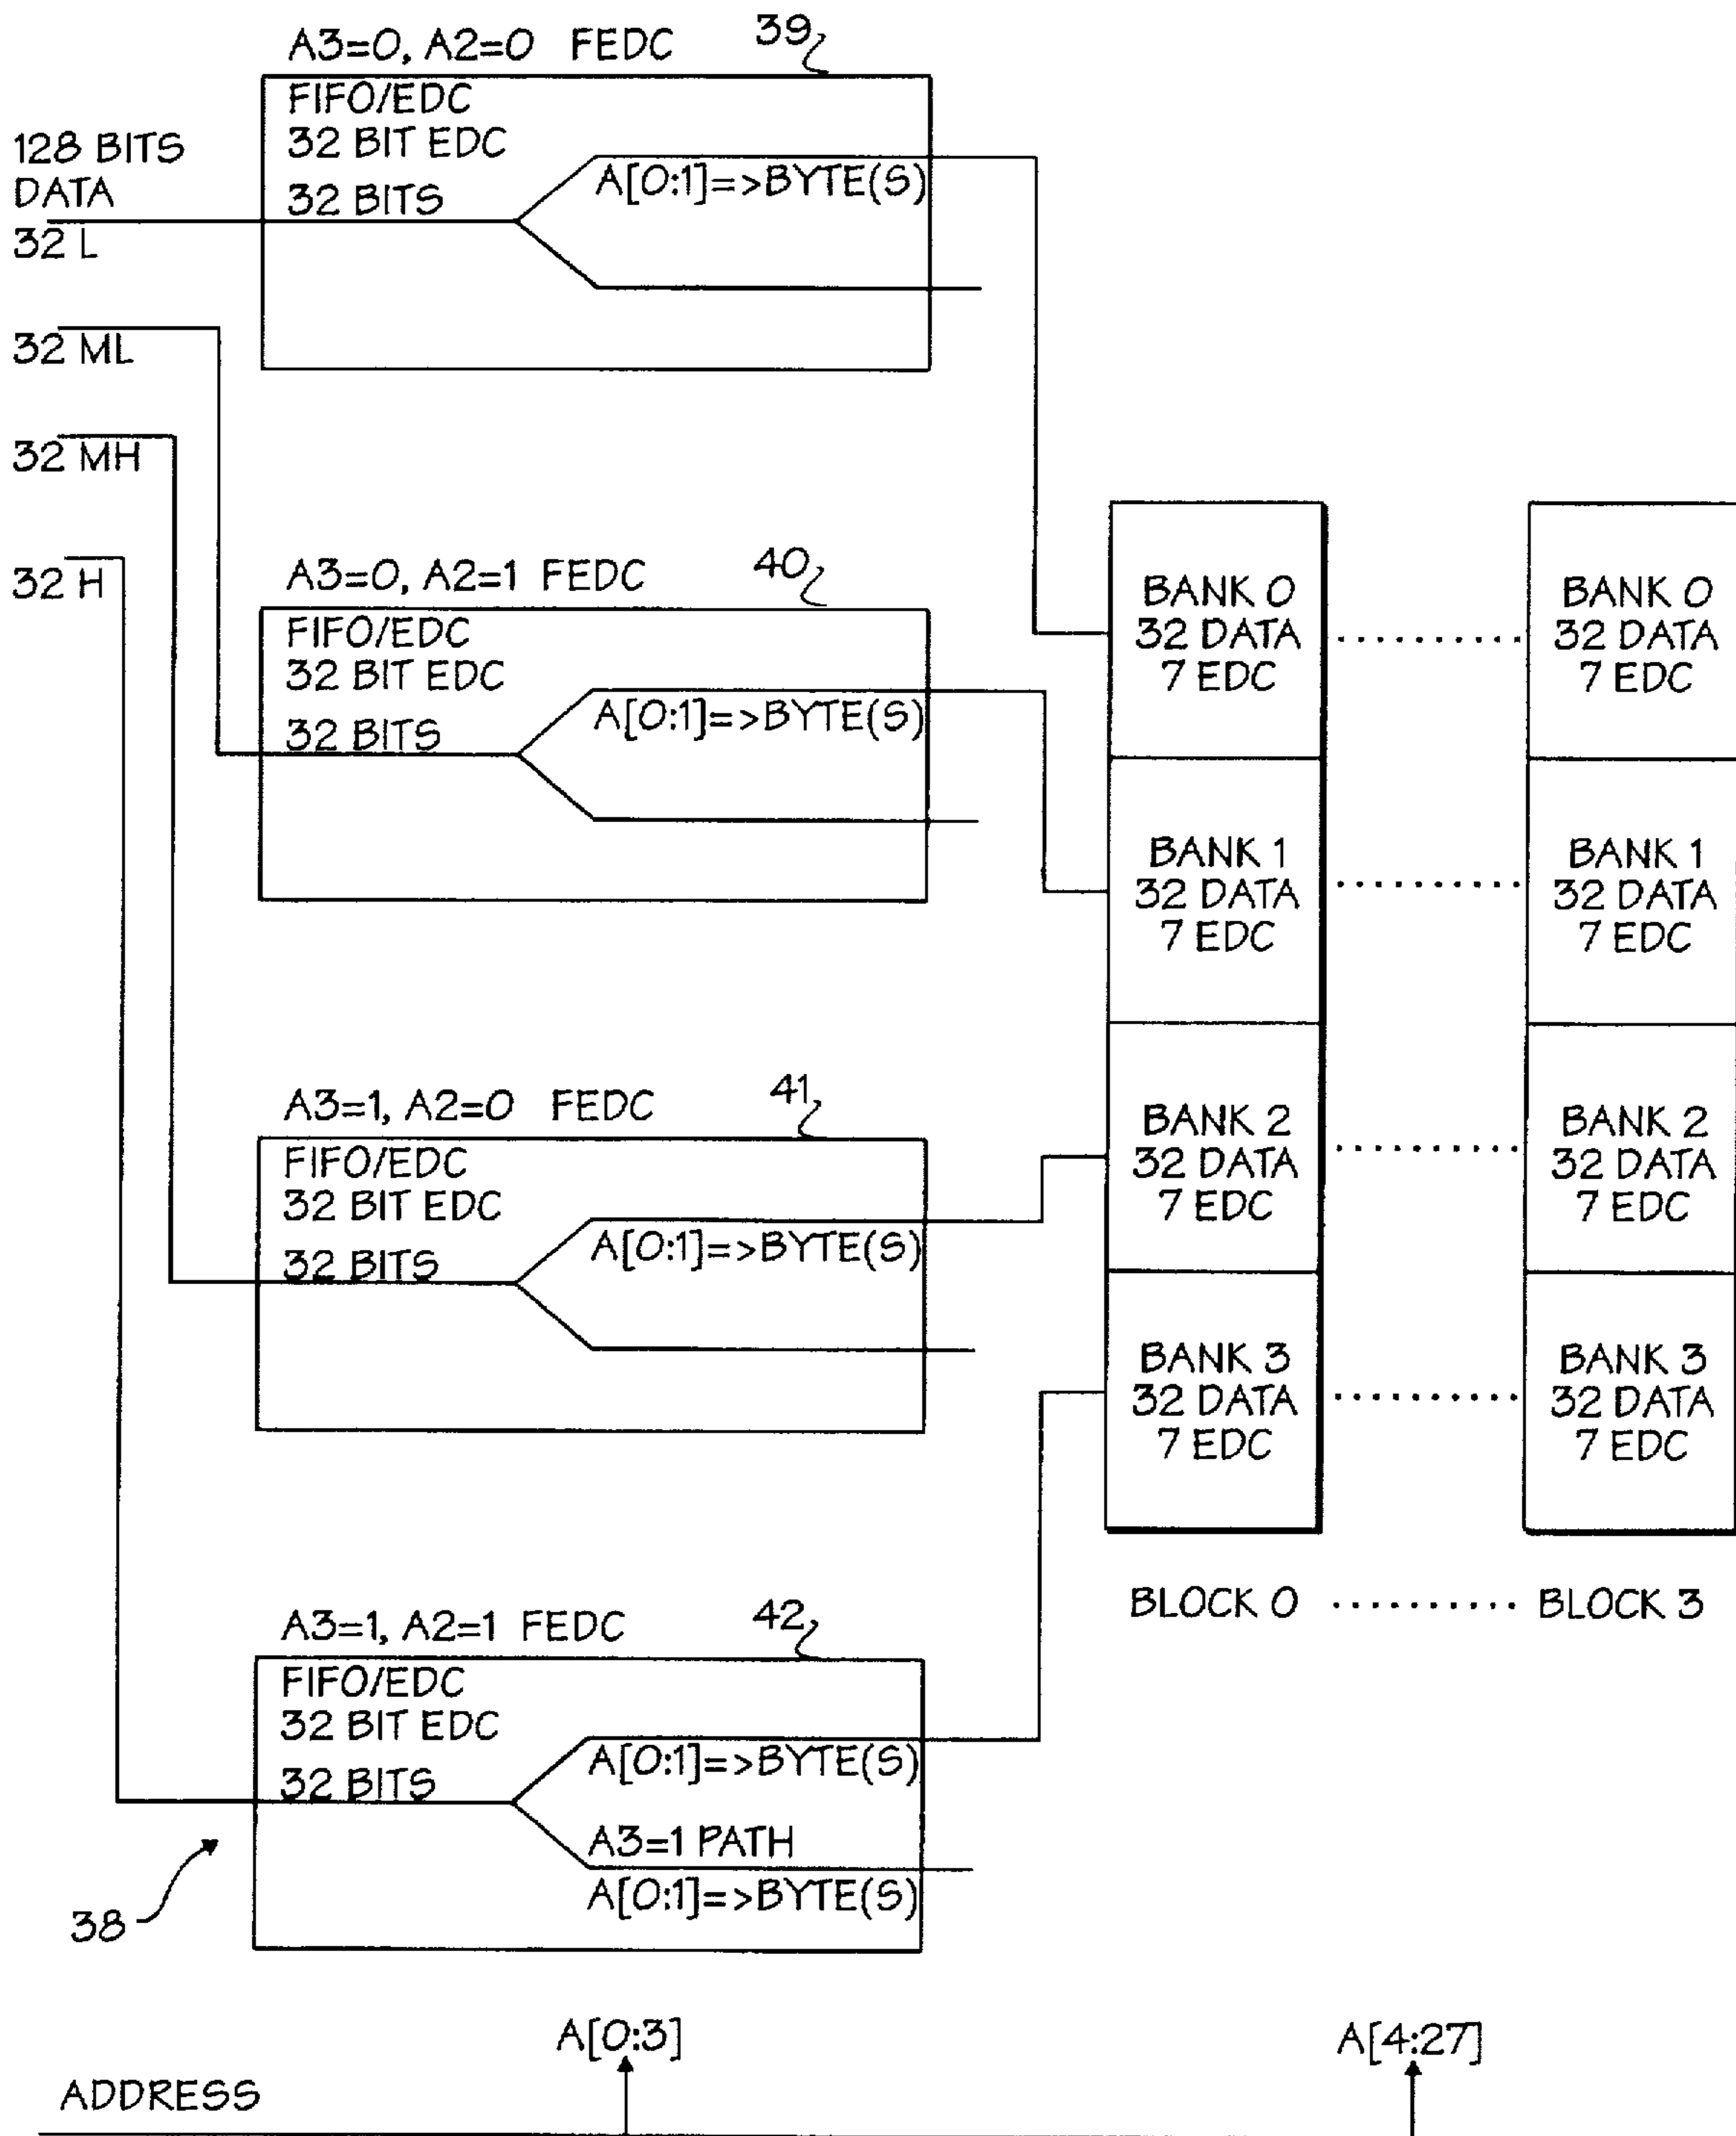 A3=0, A2=0 FEDC 39
FIFO/EDC
32 BIT EDC
32 BITS
A[0:1]=>BYTE(S)
128 BITS
DATA
32 L
32 ML
32 MH
32 H
A3=0, A2=1 FEDC 40
FIFO/EDC
32 BIT EDC
32 BITS
A[0:1]=>BYTE(S)
A3=1, A2=0 FEDC 41
FIFO/EDC
32 BIT EDC
32 BITS
A[0:1]=>BYTE(S)
A3=1, A2=1 FEDC 42
FIFO/EDC
32 BIT EDC
32 BITS
A[0:1]=>BYTE(S)
A3=1 PATH
A[0:1]=>BYTE(S)
38
BANK 0
32 DATA
7 EDC
BANK 1
32 DATA
7 EDC
BANK 2
32 DATA
7 EDC
BANK 3
32 DATA
7 EDC
BANK 0
32 DATA
7 EDC
BANK 1
32 DATA
7 EDC
BANK 2
32 DATA
7 EDC
BANK 3
32 DATA
7 EDC
BLOCK 0 .......... BLOCK 3
A[0:3]
A[4:27]
ADDRESS